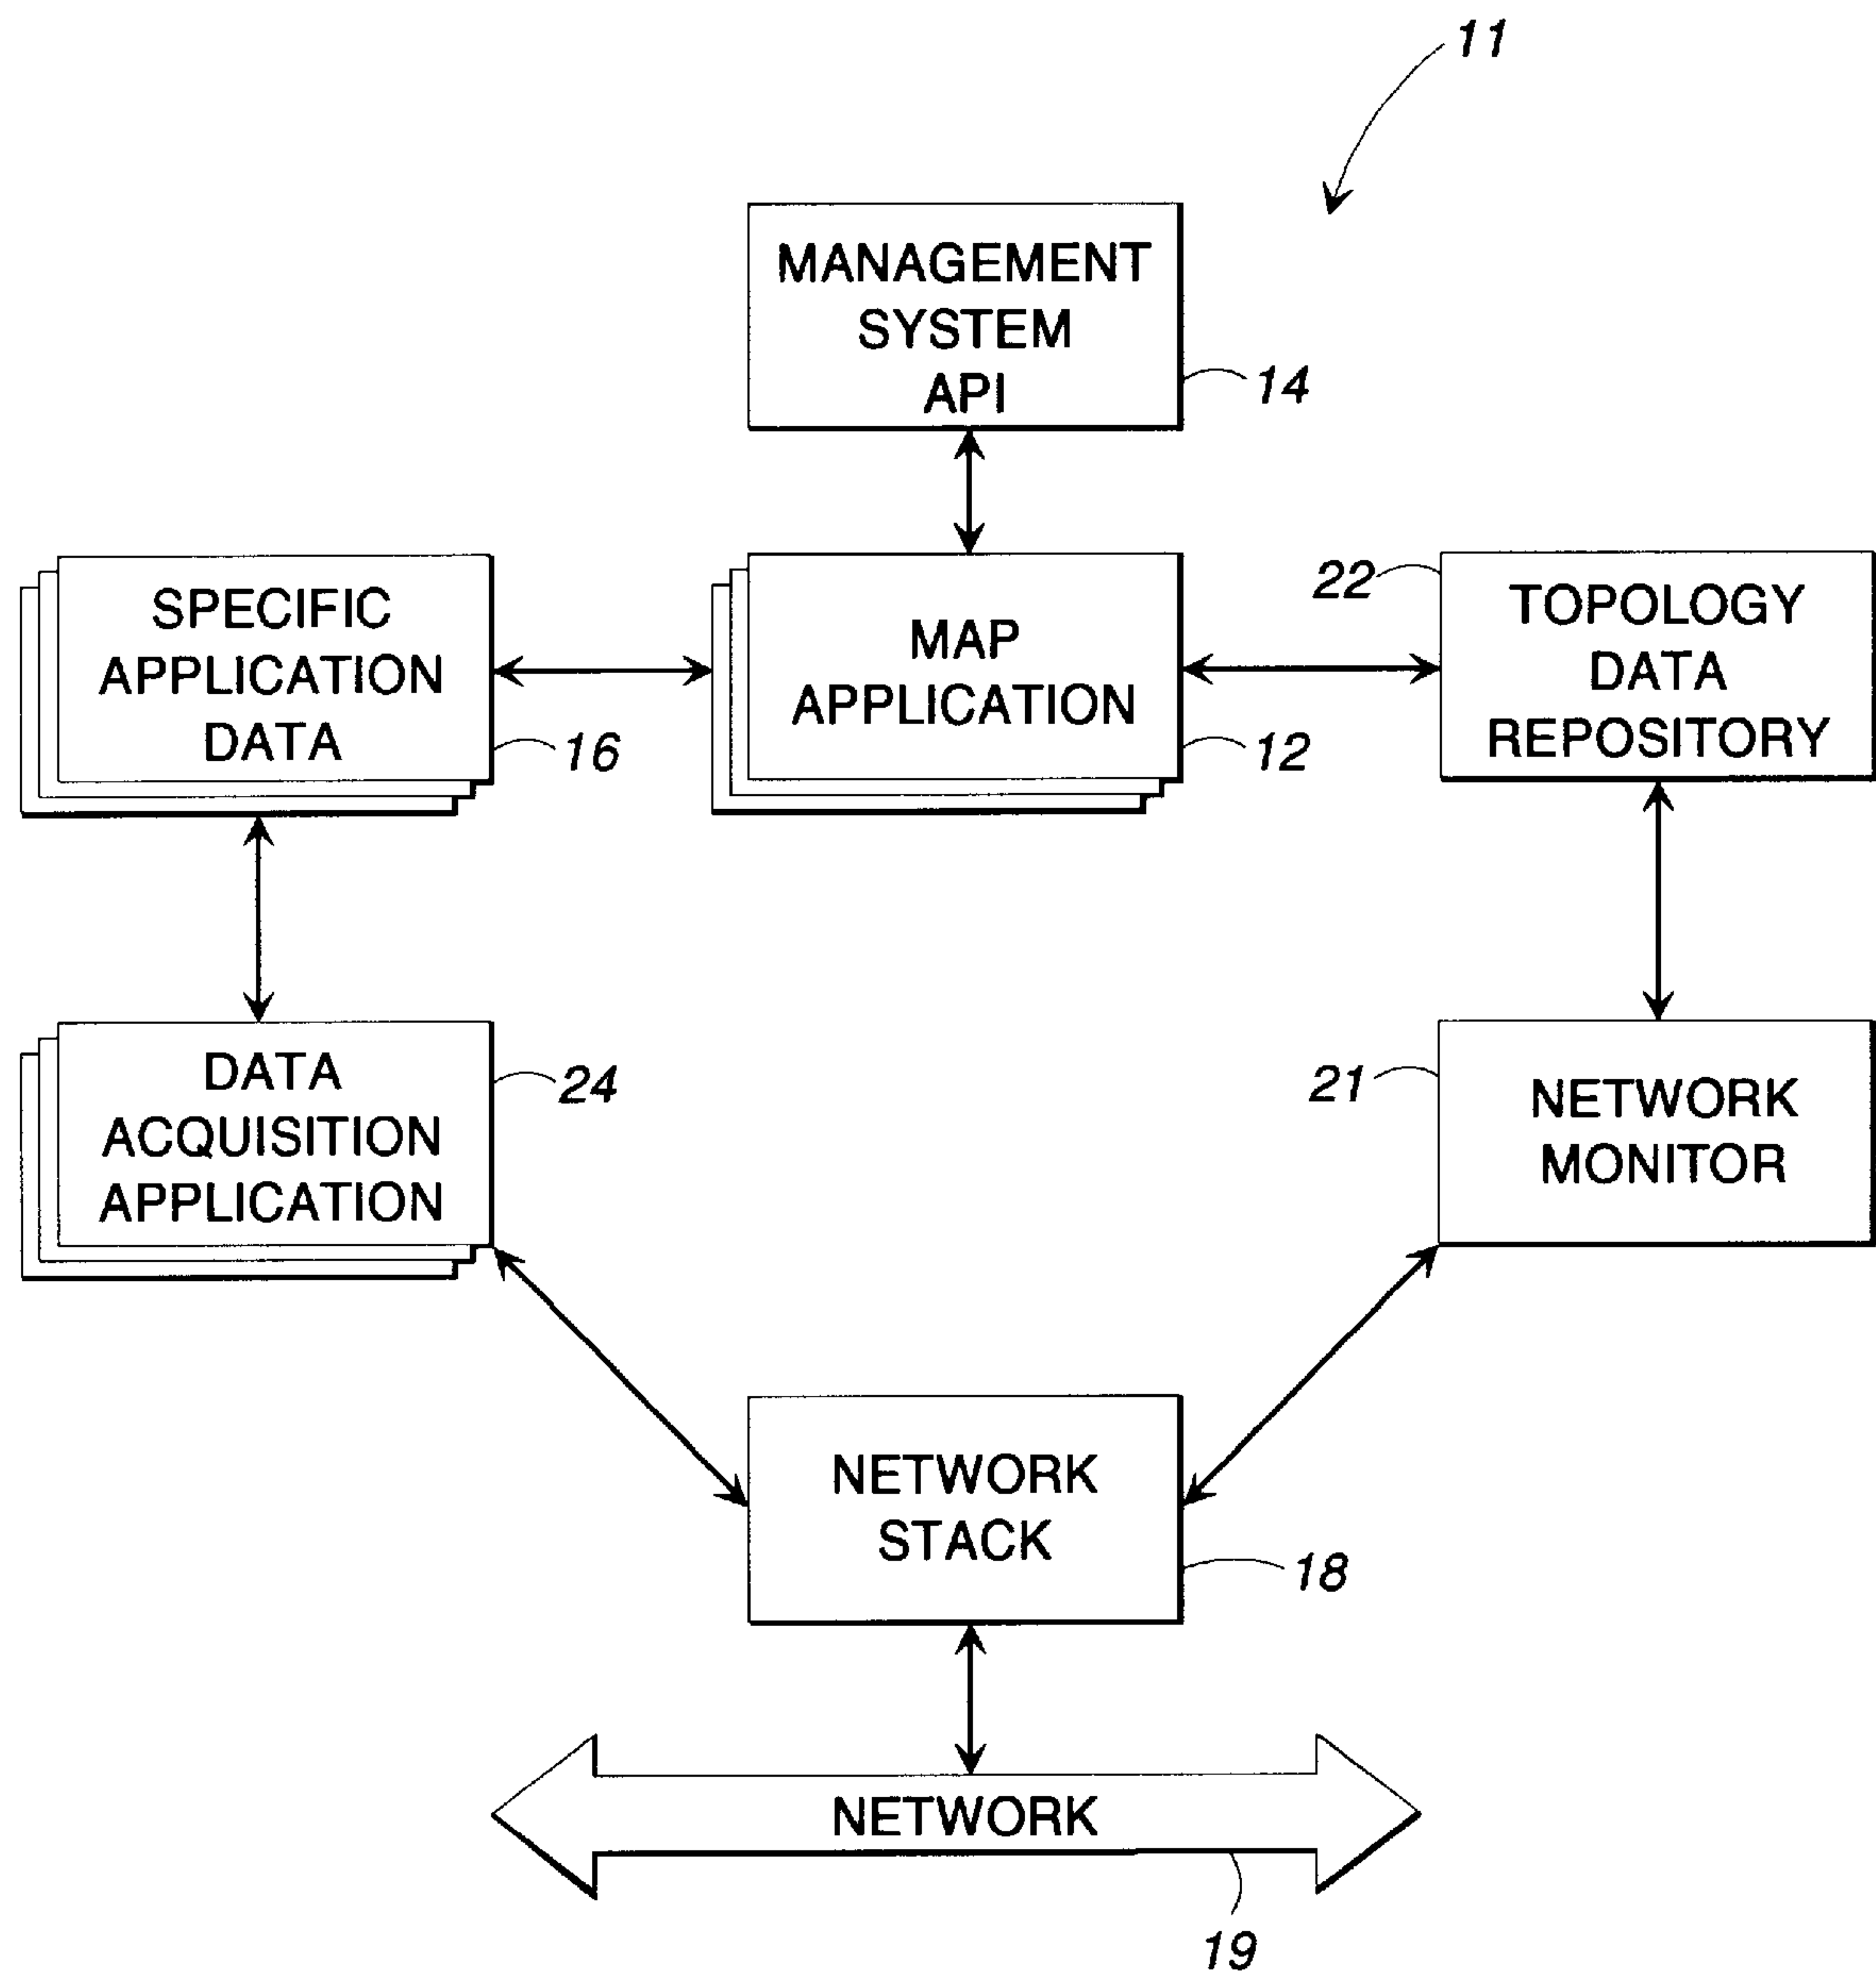 11
MANAGEMENT
SYSTEM
API
14
SPECIFIC
APPLICATION
DATA
16
MAP
APPLICATION
12
22
TOPOLOGY
DATA
REPOSITORY
DATA
ACQUISITION
APPLICATION
24
21
NETWORK
MONITOR
NETWORK
STACK
18
NETWORK
19